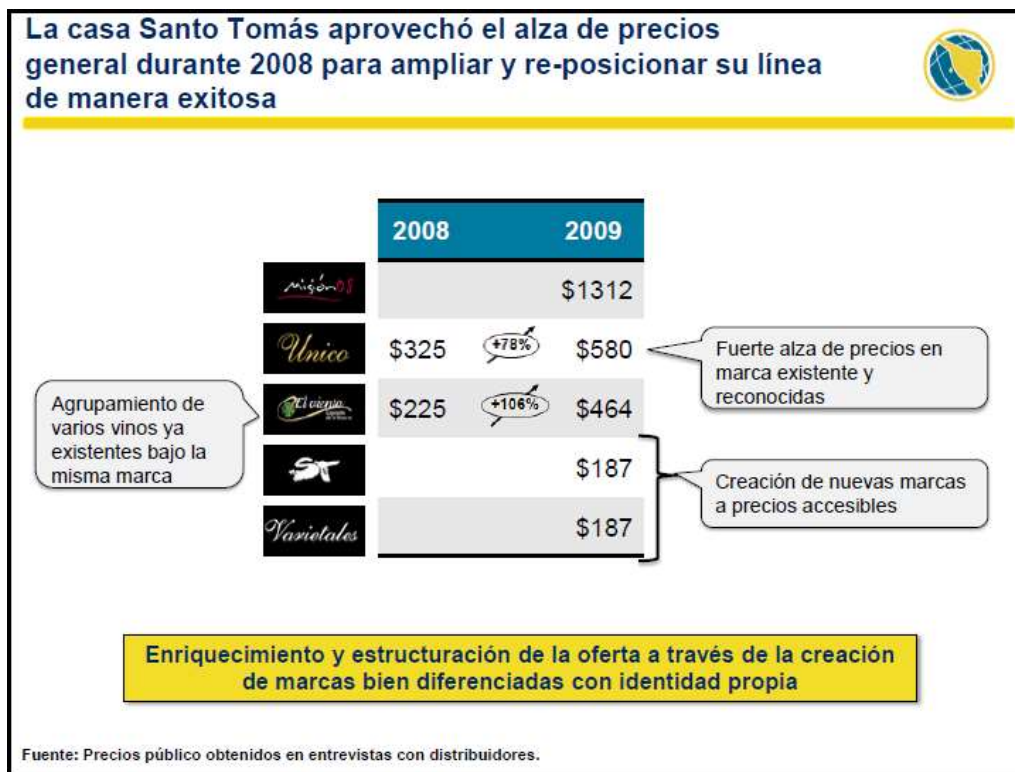 La casa Santo Tomás aprovechó el alza de precios
general durante 2008 para ampliar y re-posicionar su línea
de manera exitosa
2008 2009
Misión 08 $1312
Unico $325 +78% $580
Fuerte alza de precios en
marca existente y
reconocidas
El viento $225 +106% $464
Agrupamiento de
varios vinos ya
existentes bajo la
misma marca
ST $187
Creación de nuevas marcas
a precios accesibles
Varietales $187
Enriquecimiento y estructuración de la oferta a través de la creación
de marcas bien diferenciadas con identidad propia
Fuente: Precios público obtenidos en entrevistas con distribuidores.